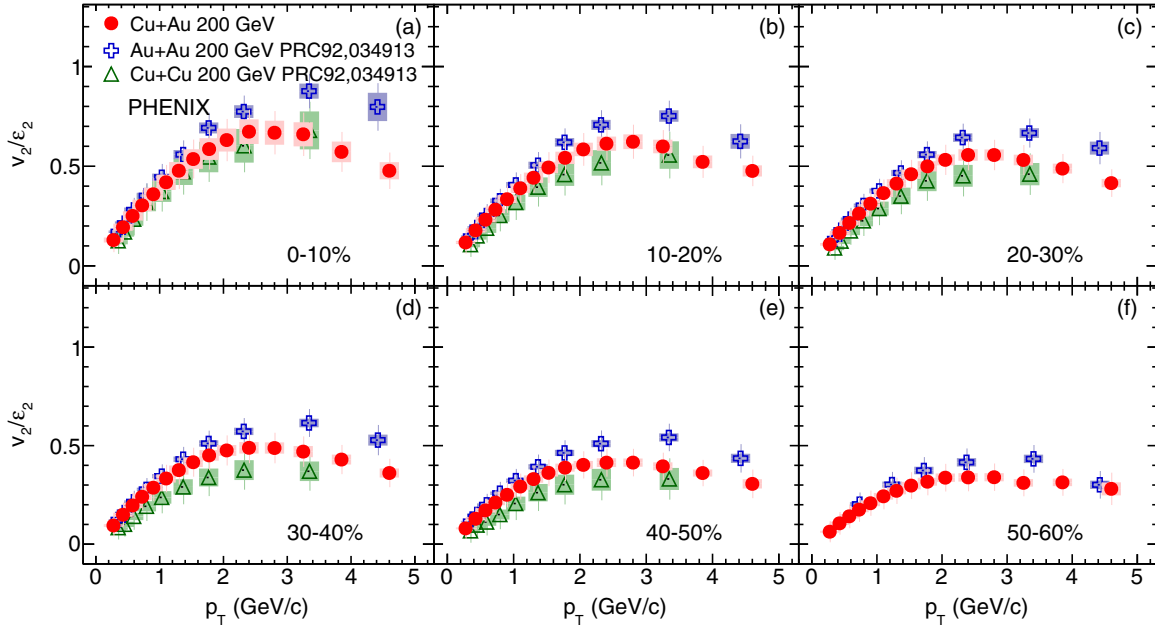 (a)
Cu+Au 200 GeV
Au+Au 200 GeV PRC92,034913
Cu+Cu 200 GeV PRC92,034913
PHENIX
1
0.5
0
v2/ε2
0-10%
(b)
10-20%
(c)
20-30%
(d)
1
0.5
0
v2/ε2
30-40%
0 1 2 3 4 5
pT (GeV/c)
(e)
40-50%
0 1 2 3 4 5
pT (GeV/c)
(f)
50-60%
0 1 2 3 4 5
pT (GeV/c)